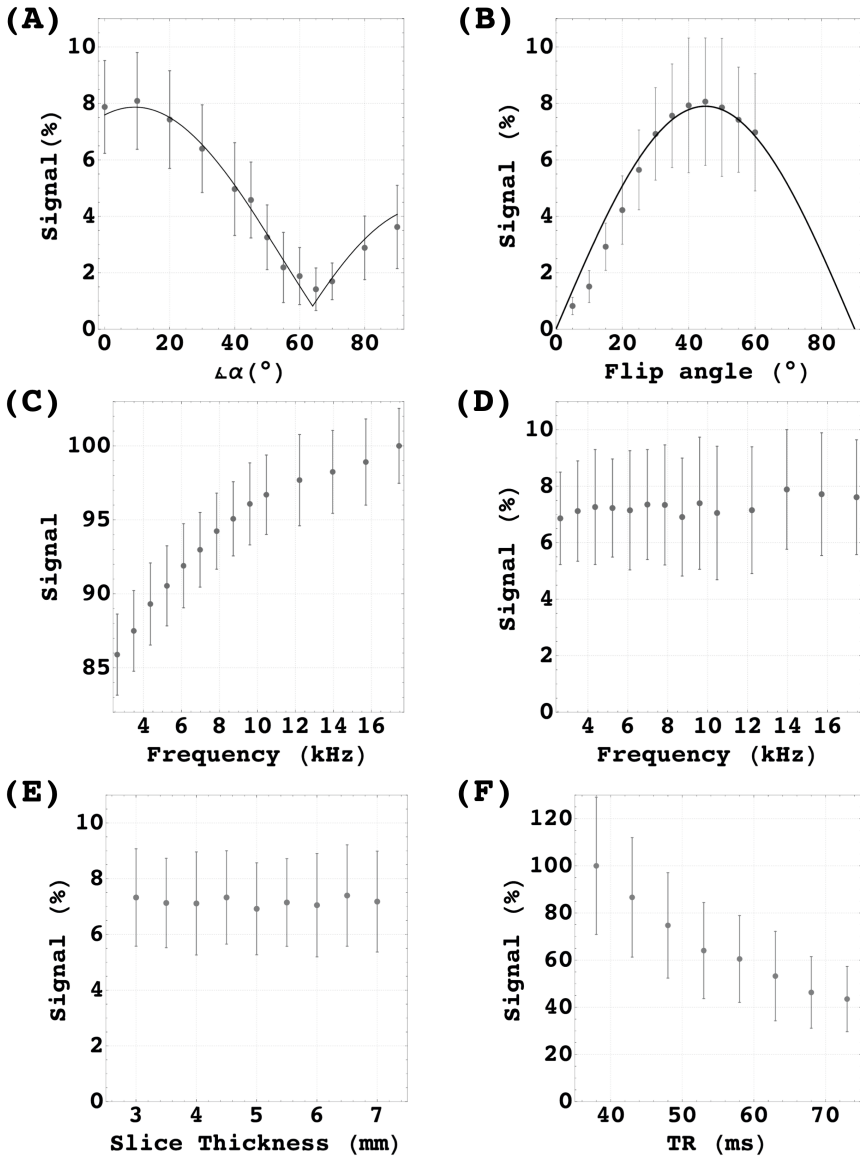 (A)
10
8
6
4
2
0
Signal(%)
0 20 40 60 80
∡α(°)
(B)
10
8
6
4
2
0
Signal (%)
0 20 40 60 80
Flip angle (°)
(C)
100
95
90
85
Signal
4 6 8 10 12 14 16
Frequency (kHz)
(D)
10
8
6
4
2
0
Signal (%)
4 6 8 10 12 14 16
Frequency (kHz)
(E)
10
8
6
4
2
0
Signal (%)
3 4 5 6 7
Slice Thickness (mm)
(F)
120
100
80
60
40
20
0
Signal (%)
40 50 60 70
TR (ms)